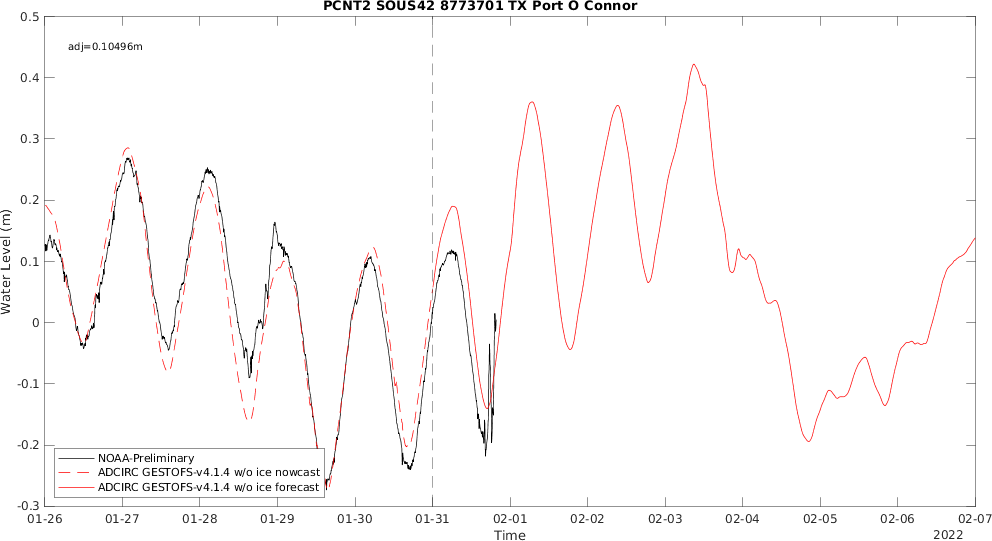 PCNT2 SOUS42 8773701 TX Port O Connor
adj=0.10496m
0.5
0.4
0.3
0.2
0.1
0
-0.1
-0.2
-0.3
Water Level (m)
NOAA-Preliminary
ADCIRC GESTOFS-v4.1.4 w/o ice nowcast
ADCIRC GESTOFS-v4.1.4 w/o ice forecast
01-26 01-27 01-28 01-29 01-30 01-31 02-01 02-02 02-03 02-04 02-05 02-06 02-07
Time
2022